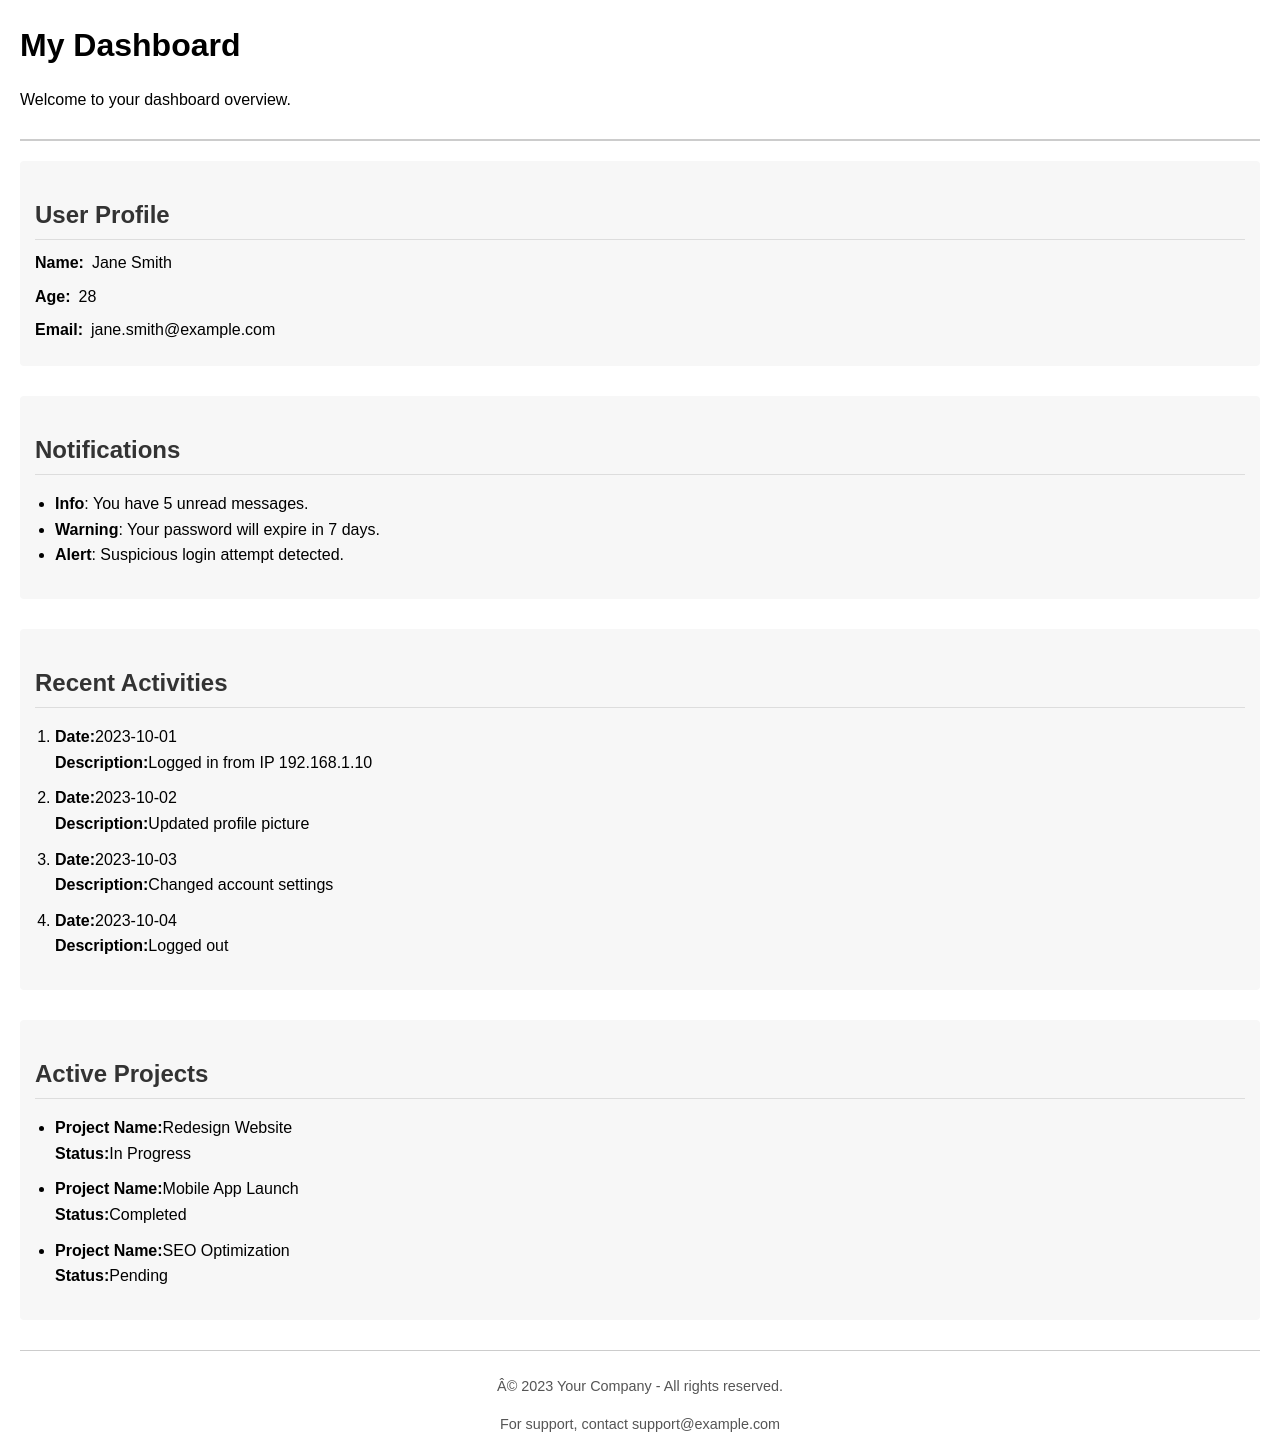 My Dashboard
Welcome to your dashboard overview.
User Profile
Name: Jane Smith
Age: 28
Email: jane.smith@example.com
Notifications
• Info: You have 5 unread messages.
• Warning: Your password will expire in 7 days.
• Alert: Suspicious login attempt detected.
Recent Activities
1. Date:2023-10-01
Description:Logged in from IP 192.168.1.10
2. Date:2023-10-02
Description:Updated profile picture
3. Date:2023-10-03
Description:Changed account settings
4. Date:2023-10-04
Description:Logged out
Active Projects
• Project Name:Redesign Website
Status:In Progress
• Project Name:Mobile App Launch
Status:Completed
• Project Name:SEO Optimization
Status:Pending
Â© 2023 Your Company - All rights reserved.
For support, contact support@example.com